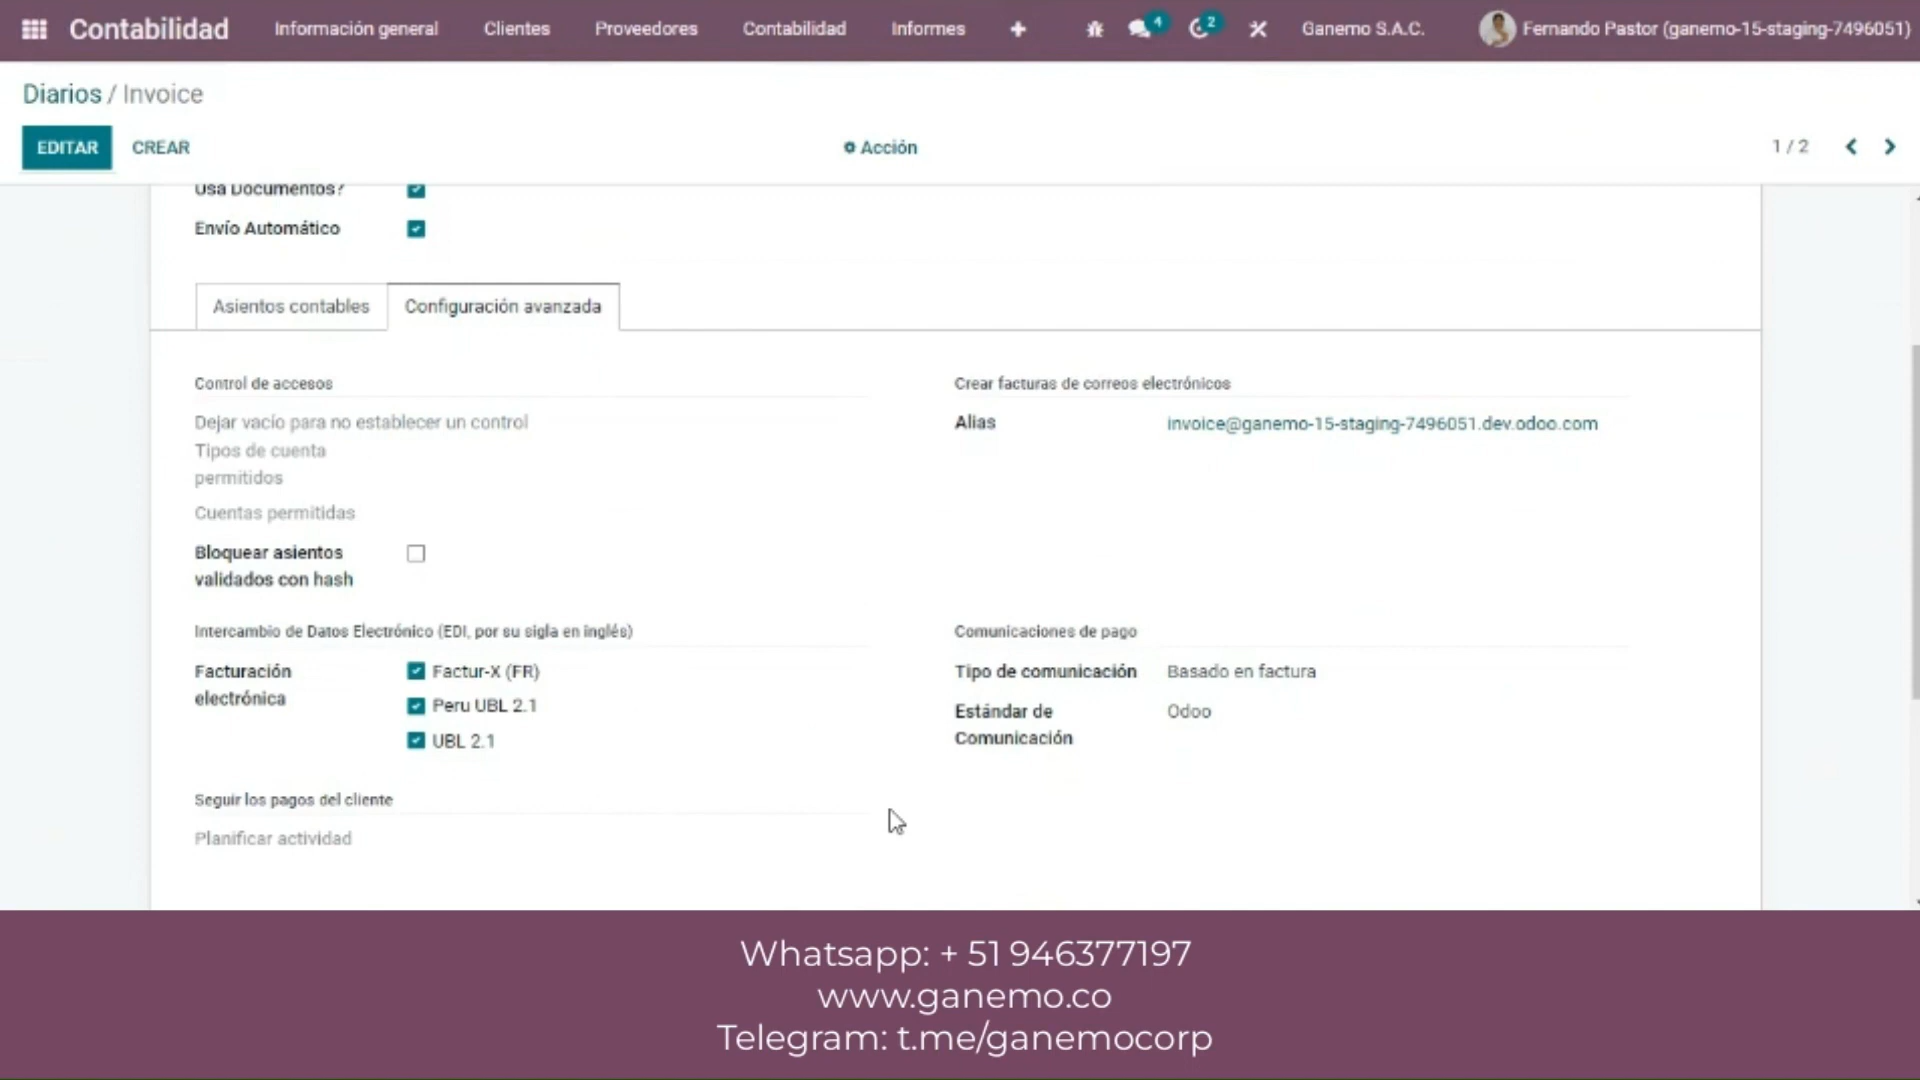 Contabilidad Información general Clientes Proveedores Contabilidad Informes 4 2 Ganemo S.A.C. Fernando Pastor (ganemo-15-staging-7496051)
Diarios / Invoice
EDITAR CREAR Acción 1 / 2
Usa Documentos?
Envío Automático
Asientos contables Configuración avanzada
Control de accesos Crear facturas de correos electrónicos
Dejar vacío para no establecer un control Alias invoice@ganemo-15-staging-7496051.dev.odoo.com
Tipos de cuenta
permitidos
Cuentas permitidas
Bloquear asientos
validados con hash
Intercambio de Datos Electrónico (EDI, por su sigla en inglés) Comunicaciones de pago
Facturación Factur-X (FR) Tipo de comunicación Basado en factura
electrónica Peru UBL 2.1 Estándar de Odoo
UBL 2.1 Comunicación
Seguir los pagos del cliente
Planificar actividad
Whatsapp: + 51 946377197
www.ganemo.co
Telegram: t.me/ganemocorp